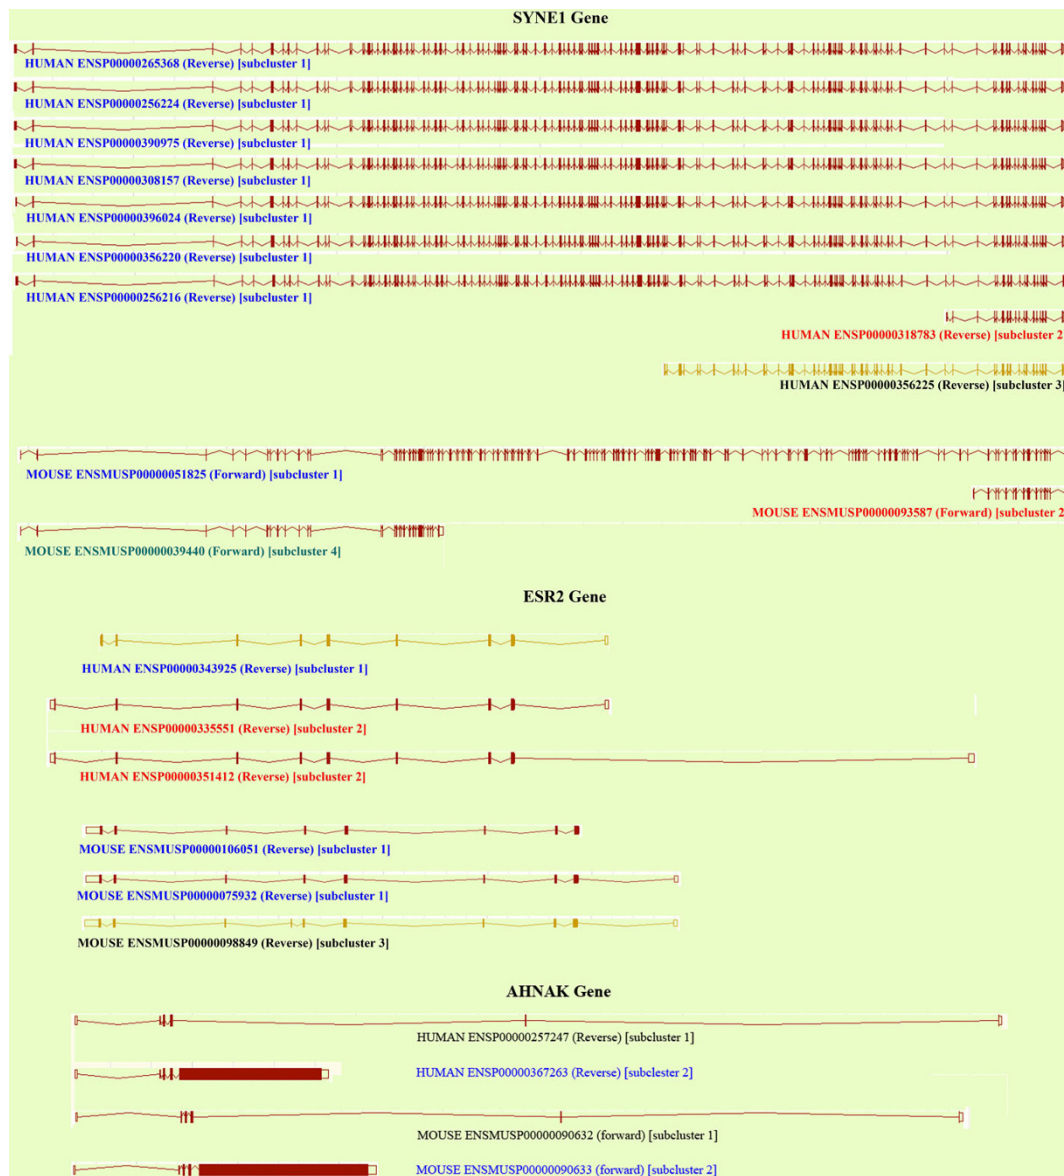 SYNE1 Gene
HUMAN ENSP00000265368 (Reverse) [subcluster 1]
HUMAN ENSP00000256224 (Reverse) [subcluster 1]
HUMAN ENSP00000390975 (Reverse) [subcluster 1]
HUMAN ENSP00000308157 (Reverse) [subcluster 1]
HUMAN ENSP00000396024 (Reverse) [subcluster 1]
HUMAN ENSP00000356220 (Reverse) [subcluster 1]
HUMAN ENSP00000256216 (Reverse) [subcluster 1]
HUMAN ENSP00000318783 (Reverse) [subcluster 2
HUMAN ENSP00000356225 (Reverse) [subcluster 3]
MOUSE ENSMUSP00000051825 (Forward) [subcluster 1]
MOUSE ENSMUSP00000093587 (Forward) [subcluster 2
MOUSE ENSMUSP00000039440 (Forward) [subcluster 4]
ESR2 Gene
HUMAN ENSP00000343925 (Reverse) [subcluster 1]
HUMAN ENSP00000335551 (Reverse) [subcluster 2]
HUMAN ENSP00000351412 (Reverse) [subcluster 2]
MOUSE ENSMUSP00000106051 (Reverse) [subcluster 1]
MOUSE ENSMUSP00000075932 (Reverse) [subcluster 1]
MOUSE ENSMUSP00000098849 (Reverse) [subcluster 3]
AHNAK Gene
HUMAN ENSP00000257247 (Reverse) [subcluster 1]
HUMAN ENSP00000367263 (Reverse) [subclester 2]
MOUSE ENSMUSP00000090632 (forward) [subcluster 1]
MOUSE ENSMUSP00000090633 (forward) [subcluster 2]